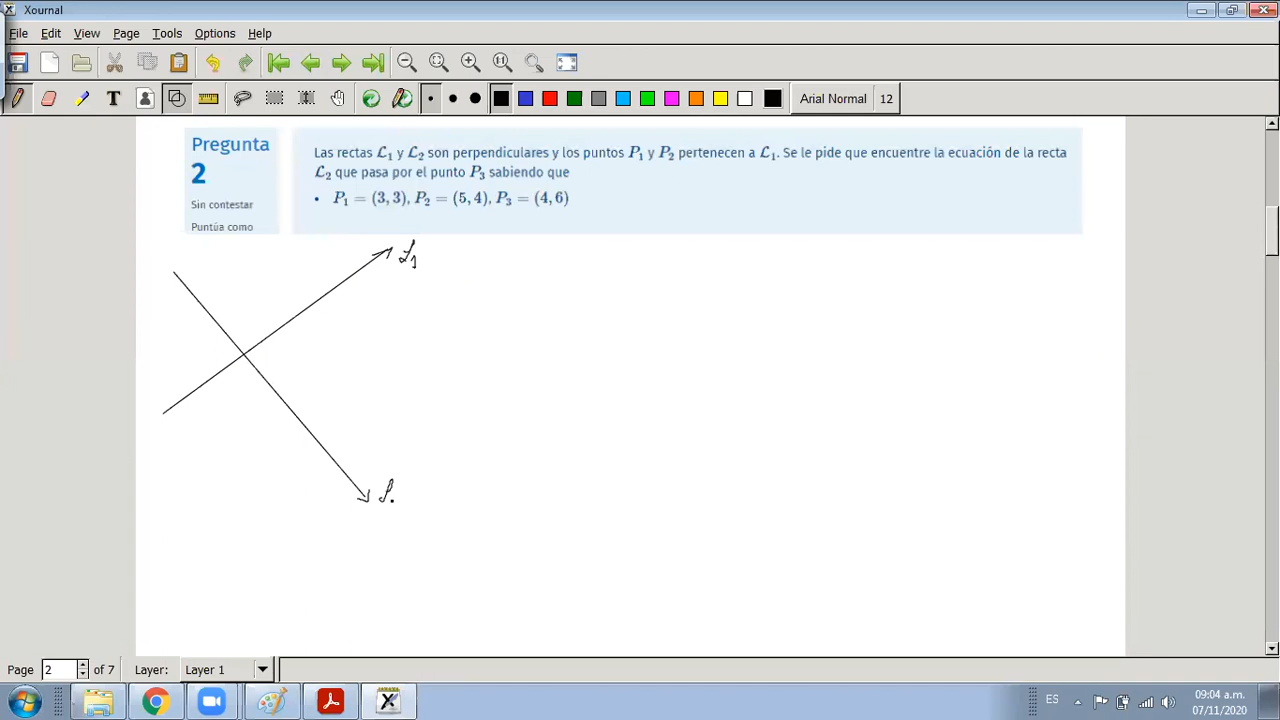 Xournal
File Edit View Page Tools Options Help
Arial Normal 12
Pregunta
2
Sin contestar
Puntúa como
Las rectas ℒ₁ y ℒ₂ son perpendiculares y los puntos P₁ y P₂ pertenecen a ℒ₁. Se le pide que encuentre la ecuación de la recta
ℒ₂ que pasa por el punto P₃ sabiendo que
• P₁ = (3, 3), P₂ = (5, 4), P₃ = (4, 6)
ℒ₁
Page 2 of 7 Layer: Layer 1
ES 09:04 a.m.
07/11/2020